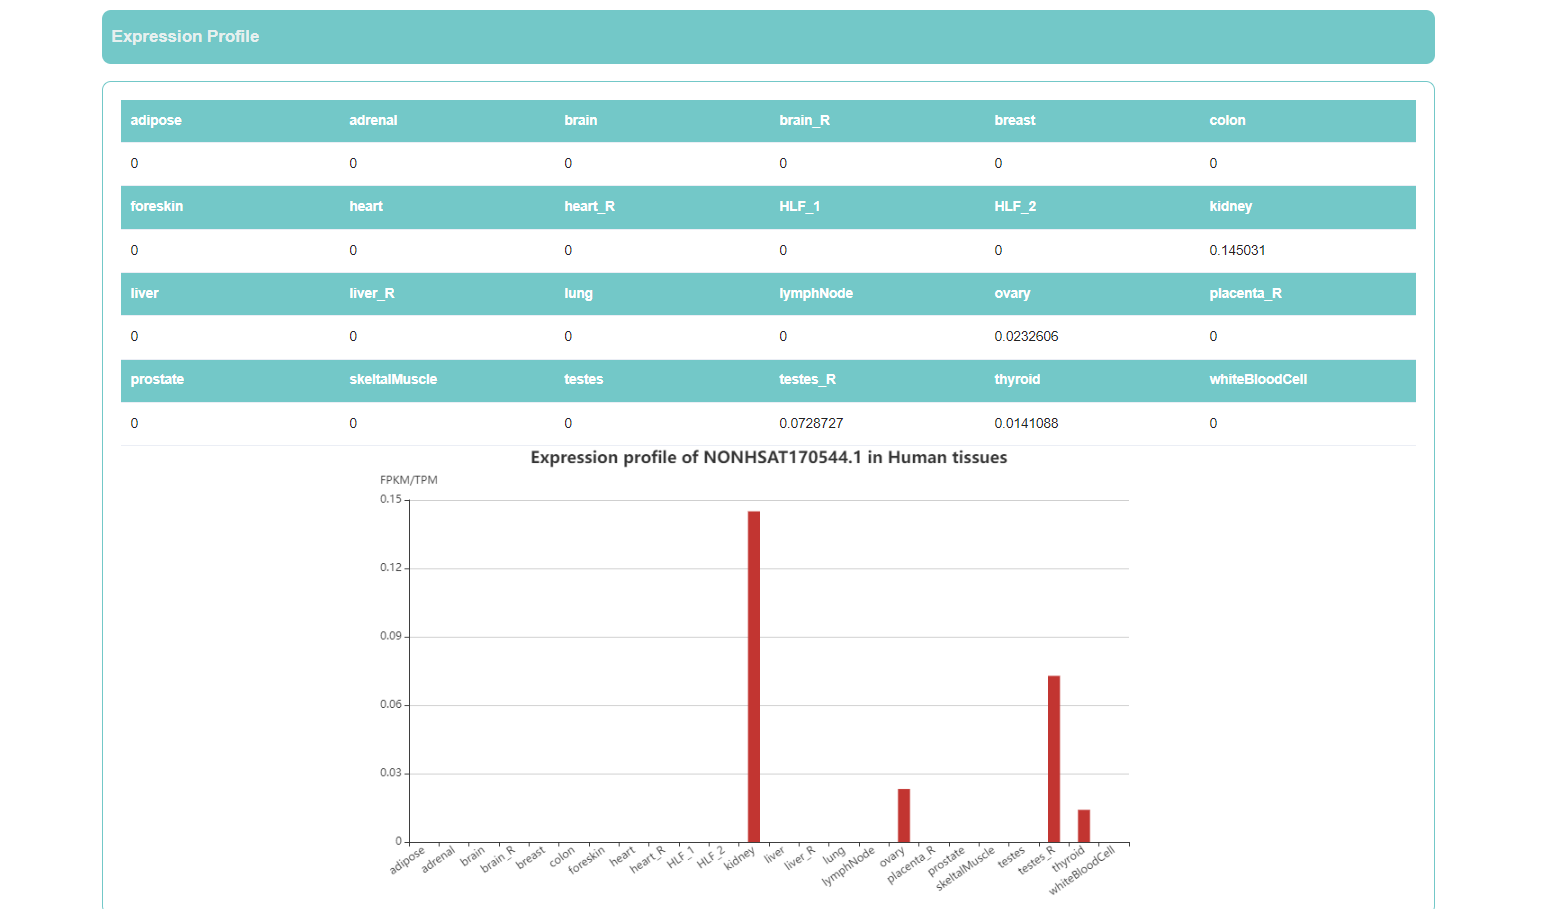 Expression Profile
adipose adrenal brain brain_R breast colon
0 0 0 0 0 0
foreskin heart heart_R HLF_1 HLF_2 kidney
0 0 0 0 0 0.145031
liver liver_R lung lymphNode ovary placenta_R
0 0 0 0 0.0232606 0
prostate skeltalMuscle testes testes_R thyroid whiteBloodCell
0 0 0 0.0728727 0.0141088 0
Expression profile of NONHSAT170544.1 in Human tissues
FPKM/TPM
0.15
0.12
0.09
0.06
0.03
0
adipose adrenal brain brain_R breast colon foreskin heart heart_R HLF_1 HLF_2 kidney liver liver_R lung lymphNode ovary placenta_R prostate skeltalMuscle testes testes_R thyroid whiteBloodCell